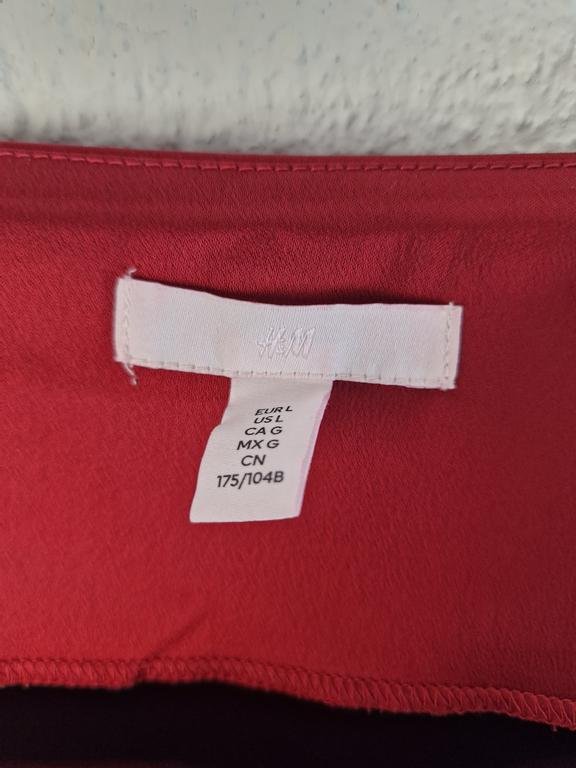 H&M
EUR L
US L
CA G
MX G
CN
175/104B